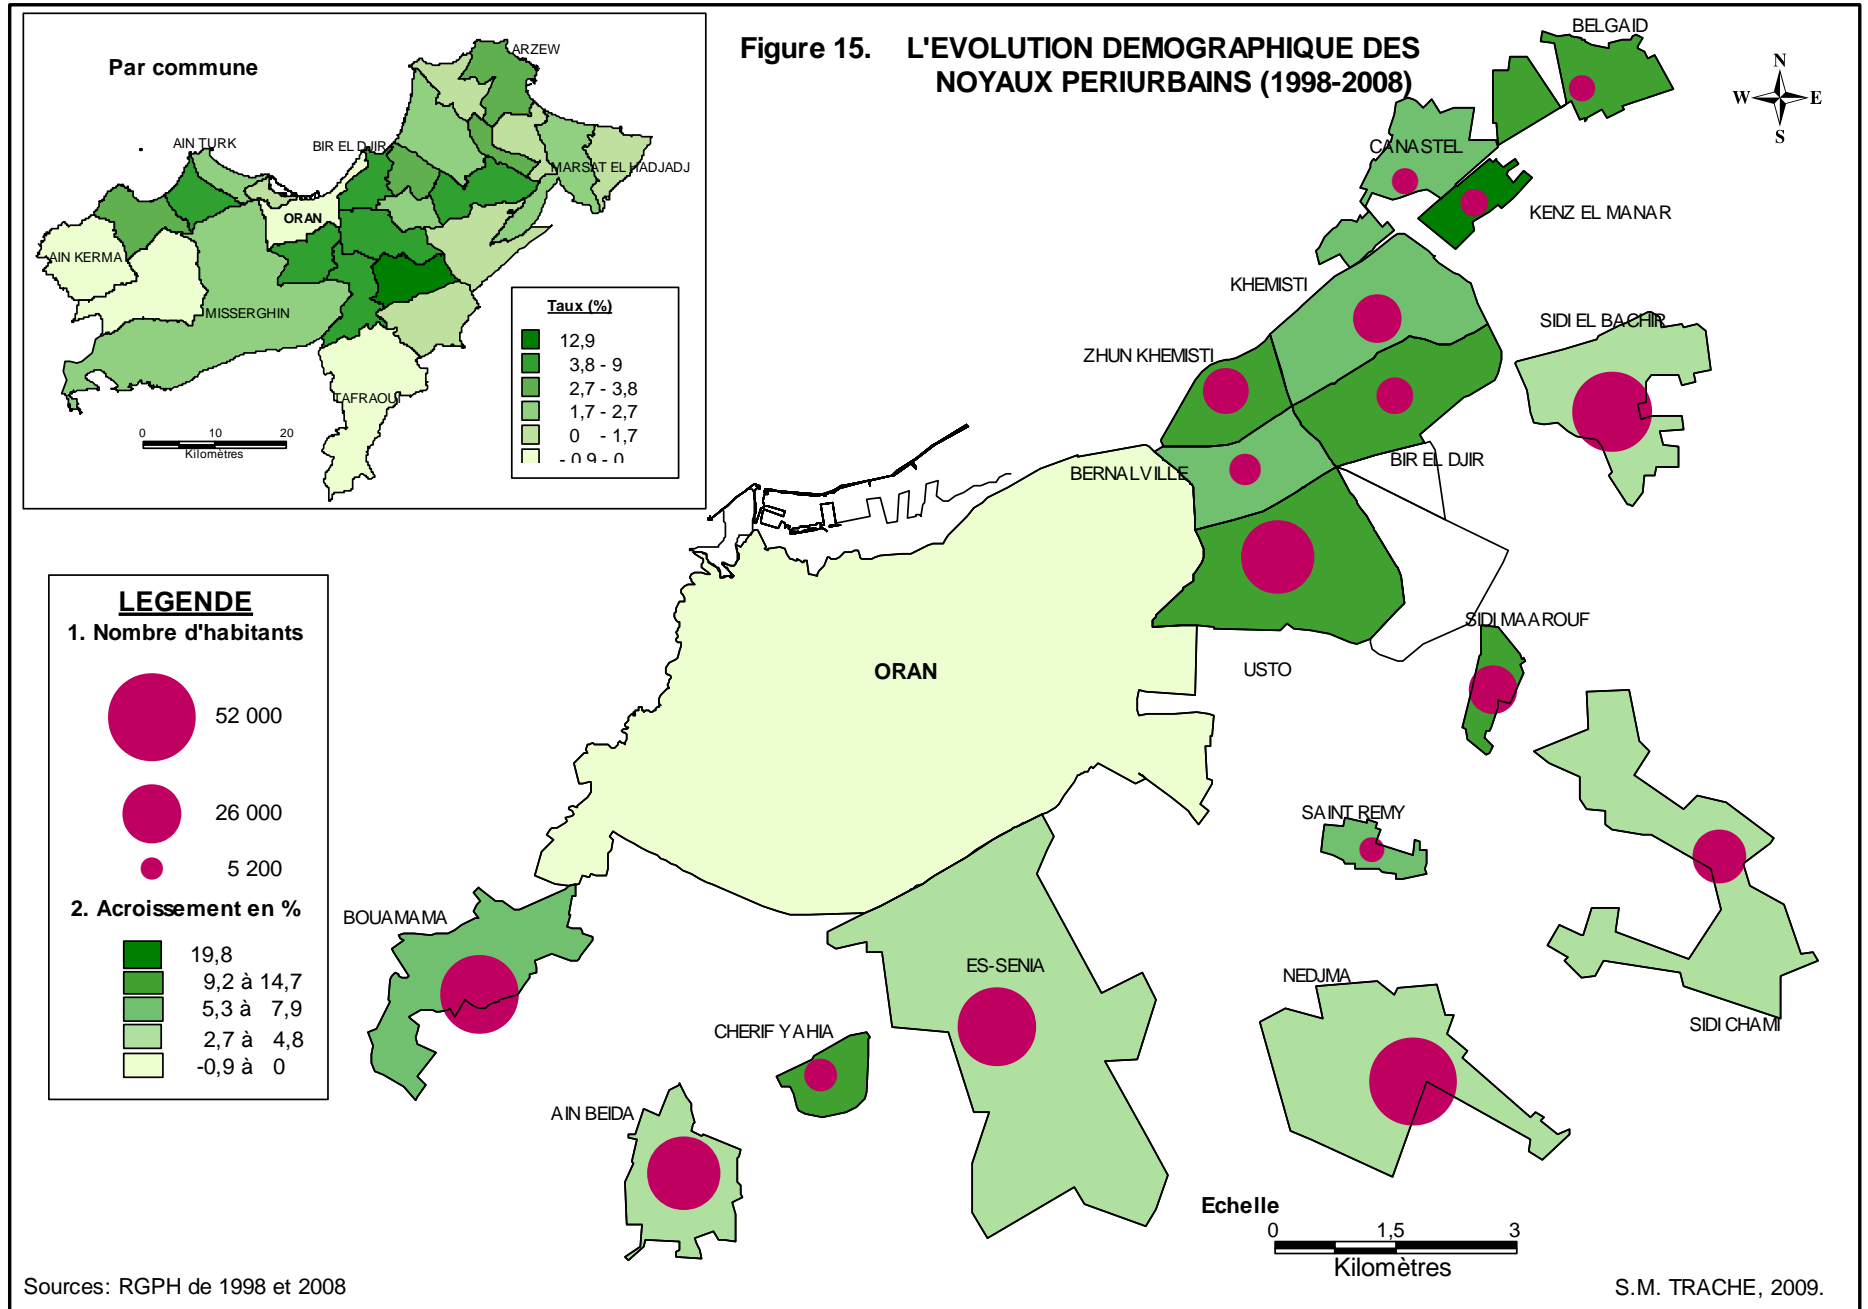 Figure 15. L'EVOLUTION DEMOGRAPHIQUE DES
NOYAUX PERIURBAINS (1998-2008)
Par commune
ARZEW
AIN TURK
BIR EL DJIR
MARSAT EL HADJADJ
ORAN
AIN KERMA
MISSERGHIN
TAFRAOUI
0 10 20
Kilomètres
Taux (%)
12,9
3,8 - 9
2,7 - 3,8
1,7 - 2,7
0 - 1,7
- 0,9 - 0
N
W E
S
BELGAID
CANASTEL
KENZ EL MANAR
KHEMISTI
SIDI EL BACHIR
ZHUN KHEMISTI
BERNALVILLE
BIR EL DJIR
SIDI MAAROUF
USTO
ORAN
SAINT REMY
BOUAMAMA
ES-SENIA
NEDJMA
SIDI CHAMI
CHERIF YAHIA
AIN BEIDA
LEGENDE
1. Nombre d'habitants
52 000
26 000
5 200
2. Acroissement en %
19,8
9,2 à 14,7
5,3 à 7,9
2,7 à 4,8
-0,9 à 0
Echelle
0 1,5 3
Kilomètres
Sources: RGPH de 1998 et 2008
S.M. TRACHE, 2009.